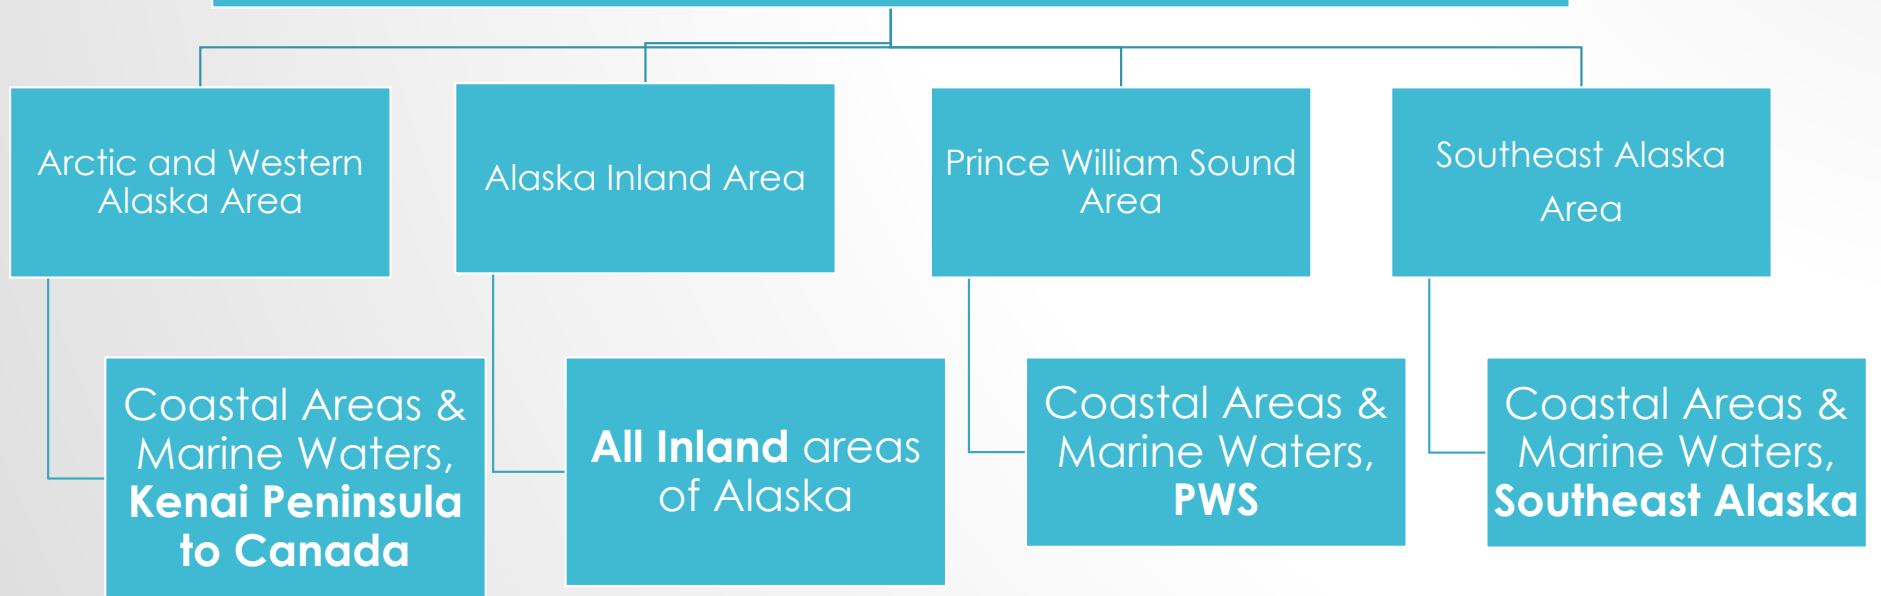 Arctic and Western
Alaska Area
Alaska Inland Area
Prince William Sound
Area
Southeast Alaska
Area
Coastal Areas &
Marine Waters,
Kenai Peninsula
to Canada
All Inland areas
of Alaska
Coastal Areas &
Marine Waters,
PWS
Coastal Areas &
Marine Waters,
Southeast Alaska